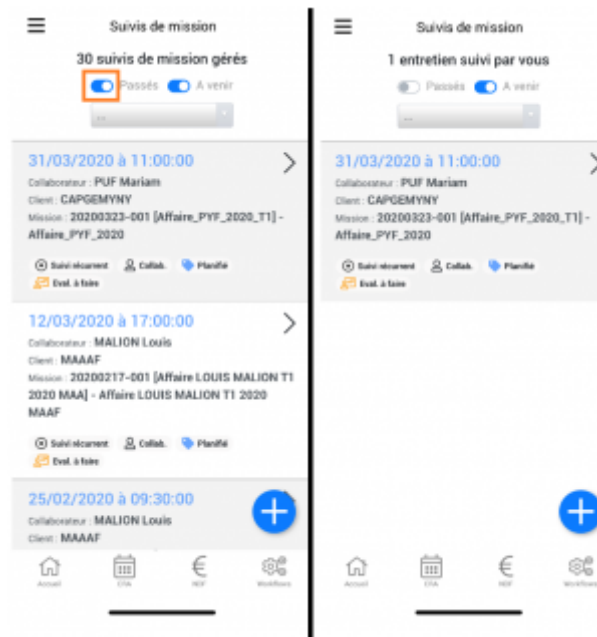 Suivis de mission
30 suivis de mission gérés
Passés A venir
...
31/03/2020 à 11:00:00
Collaborateur : PUF Mariam
Client : CAPGEMYNY
Mission : 20200323-001 [Affaire_PYF_2020_T1] -
Affaire_PYF_2020
Suivi récurrent Collab. Planifié
Eval. à faire
12/03/2020 à 17:00:00
Collaborateur : MALION Louis
Client : MAAAF
Mission : 20200217-001 [Affaire LOUIS MALION T1
2020 MAA] - Affaire LOUIS MALION T1 2020
MAAF
Suivi récurrent Collab. Planifié
Eval. à faire
25/02/2020 à 09:30:00
Collaborateur : MALION Louis
Client : MAAAF
Accueil CRA NDF Workflows
Suivis de mission
1 entretien suivi par vous
Passés A venir
...
31/03/2020 à 11:00:00
Collaborateur : PUF Mariam
Client : CAPGEMYNY
Mission : 20200323-001 [Affaire_PYF_2020_T1] -
Affaire_PYF_2020
Suivi récurrent Collab. Planifié
Eval. à faire
Accueil CRA NDF Workflows